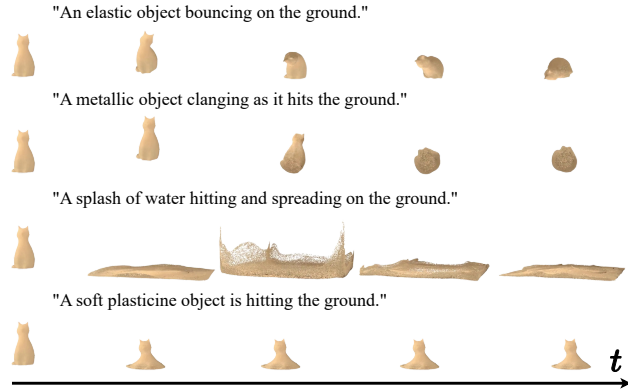 "An elastic object bouncing on the ground."
"A metallic object clanging as it hits the ground."
"A splash of water hitting and spreading on the ground."
"A soft plasticine object is hitting the ground."
t